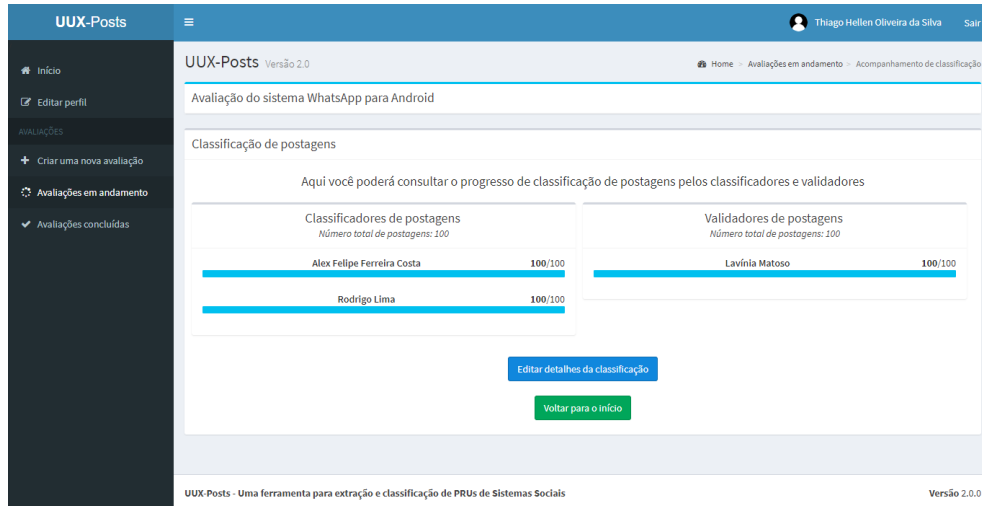 UUX-Posts
Thiago Hellen Oliveira da Silva Sair
Início
Editar perfil
AVALIAÇÕES
Criar uma nova avaliação
Avaliações em andamento
Avaliações concluídas
UUX-Posts Versão 2.0
Home > Avaliações em andamento > Acompanhamento de classificação
Avaliação do sistema WhatsApp para Android
Classificação de postagens
Aqui você poderá consultar o progresso de classificação de postagens pelos classificadores e validadores
Classificadores de postagens
Número total de postagens: 100
Alex Felipe Ferreira Costa 100/100
Rodrigo Lima 100/100
Validadores de postagens
Número total de postagens: 100
Lavínia Matoso 100/100
Editar detalhes da classificação
Voltar para o início
UUX-Posts - Uma ferramenta para extração e classificação de PRUs de Sistemas Sociais
Versão 2.0.0